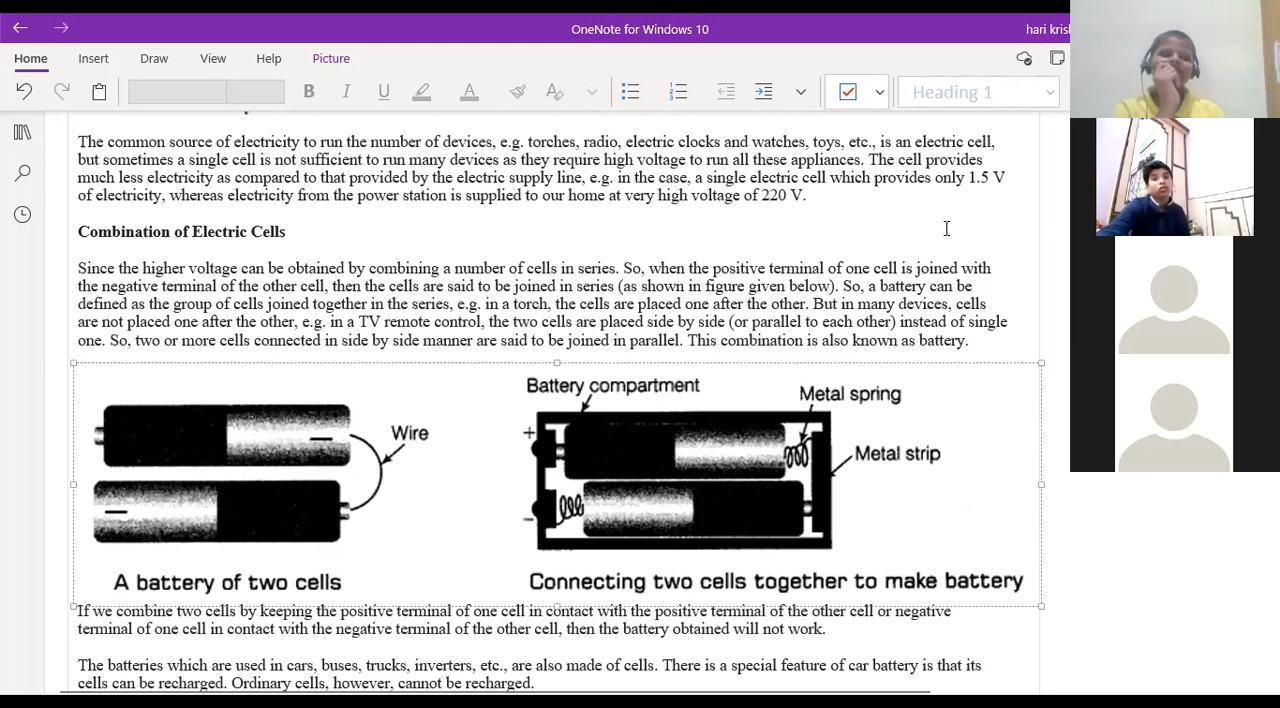 OneNote for Windows 10
hari krish
Home Insert Draw View Help Picture
B I U A Heading 1
The common source of electricity to run the number of devices, e.g. torches, radio, electric clocks and watches, toys, etc., is an electric cell,
but sometimes a single cell is not sufficient to run many devices as they require high voltage to run all these appliances. The cell provides
much less electricity as compared to that provided by the electric supply line, e.g. in the case, a single electric cell which provides only 1.5 V
of electricity, whereas electricity from the power station is supplied to our home at very high voltage of 220 V.
Combination of Electric Cells
Since the higher voltage can be obtained by combining a number of cells in series. So, when the positive terminal of one cell is joined with
the negative terminal of the other cell, then the cells are said to be joined in series (as shown in figure given below). So, a battery can be
defined as the group of cells joined together in the series, e.g. in a torch, the cells are placed one after the other. But in many devices, cells
are not placed one after the other, e.g. in a TV remote control, the two cells are placed side by side (or parallel to each other) instead of single
one. So, two or more cells connected in side by side manner are said to be joined in parallel. This combination is also known as battery.
Wire
A battery of two cells
Battery compartment
Metal spring
+
Metal strip
−
Connecting two cells together to make battery
If we combine two cells by keeping the positive terminal of one cell in contact with the positive terminal of the other cell or negative
terminal of one cell in contact with the negative terminal of the other cell, then the battery obtained will not work.
The batteries which are used in cars, buses, trucks, inverters, etc., are also made of cells. There is a special feature of car battery is that its
cells can be recharged. Ordinary cells, however, cannot be recharged.